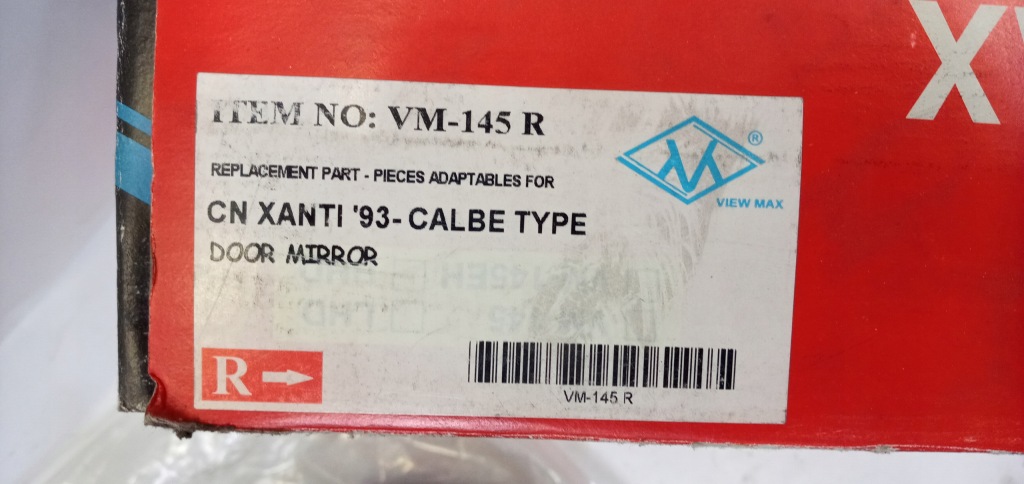 ITEM NO: VM-145 R
REPLACEMENT PART - PIECES ADAPTABLES FOR
CN XANTI '93- CALBE TYPE
DOOR MIRROR
®
VIEW MAX
R
VM-145 R